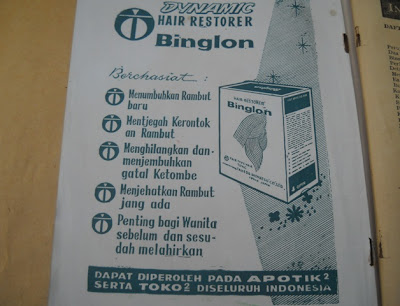 DYNAMIC
HAIR RESTORER
Binglon
Berchasiat :
Menumbuhkan Rambut
baru
Mentjegah Kerontok
an Rambut
Menghilangkan dan-
menjembuhkan
gatal Ketombe
Menjehatkan Rambut
jang ada
Penting bagi Wanita
sebelum dan sesu-
dah melahirkan
HAIR RESTORER
Binglon
DAPAT DIPEROLEH PADA APOTIK2
SERTA TOKO2 DISELURUH INDONESIA